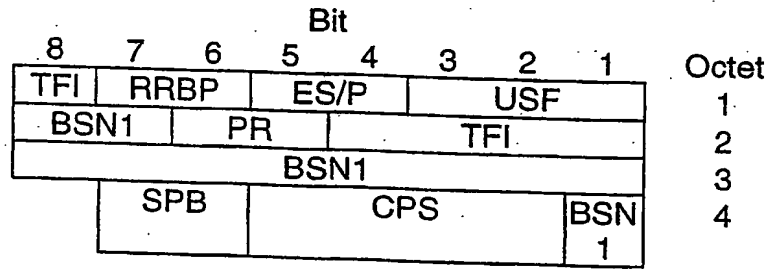 Bit
8 7 6 5 4 3 2 1 Octet
TFI RRBP ES/P USF 1
BSN1 PR TFI 2
BSN1 3
SPB CPS BSN 4
1